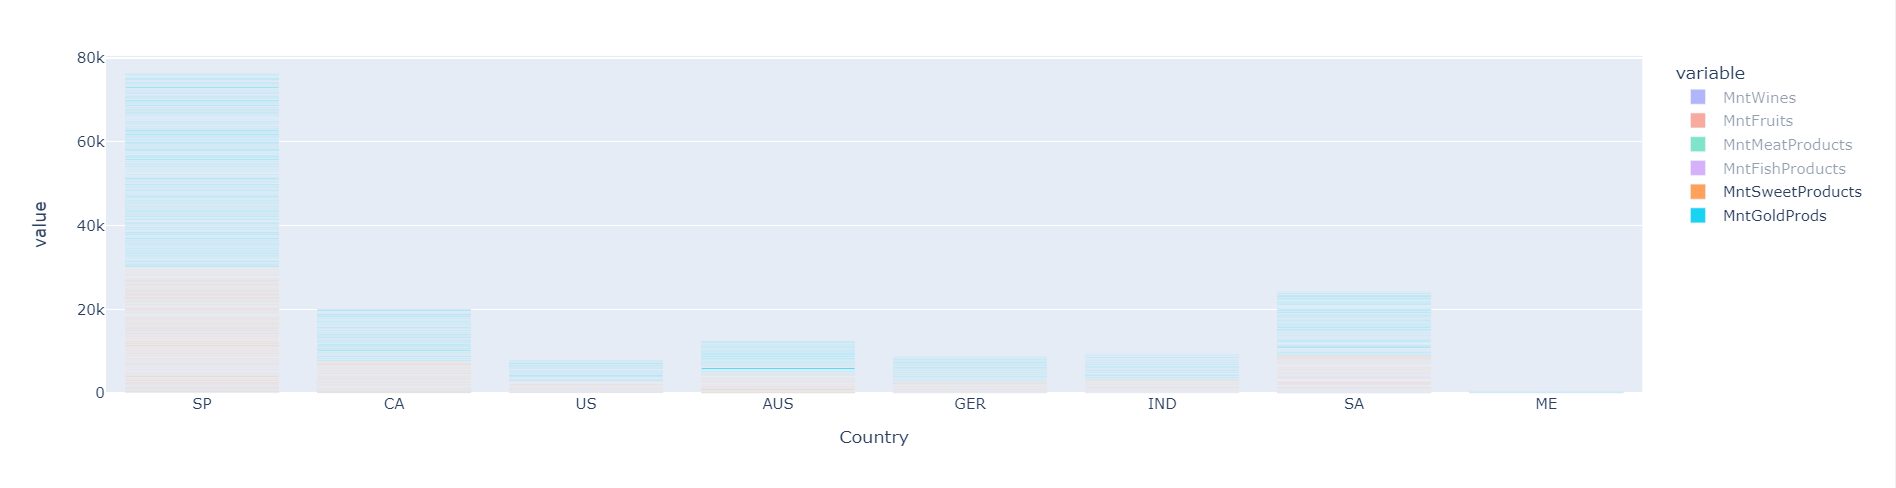 80k
60k
40k
20k
0
value
SP CA US AUS GER IND SA ME
Country
variable
MntWines
MntFruits
MntMeatProducts
MntFishProducts
MntSweetProducts
MntGoldProds